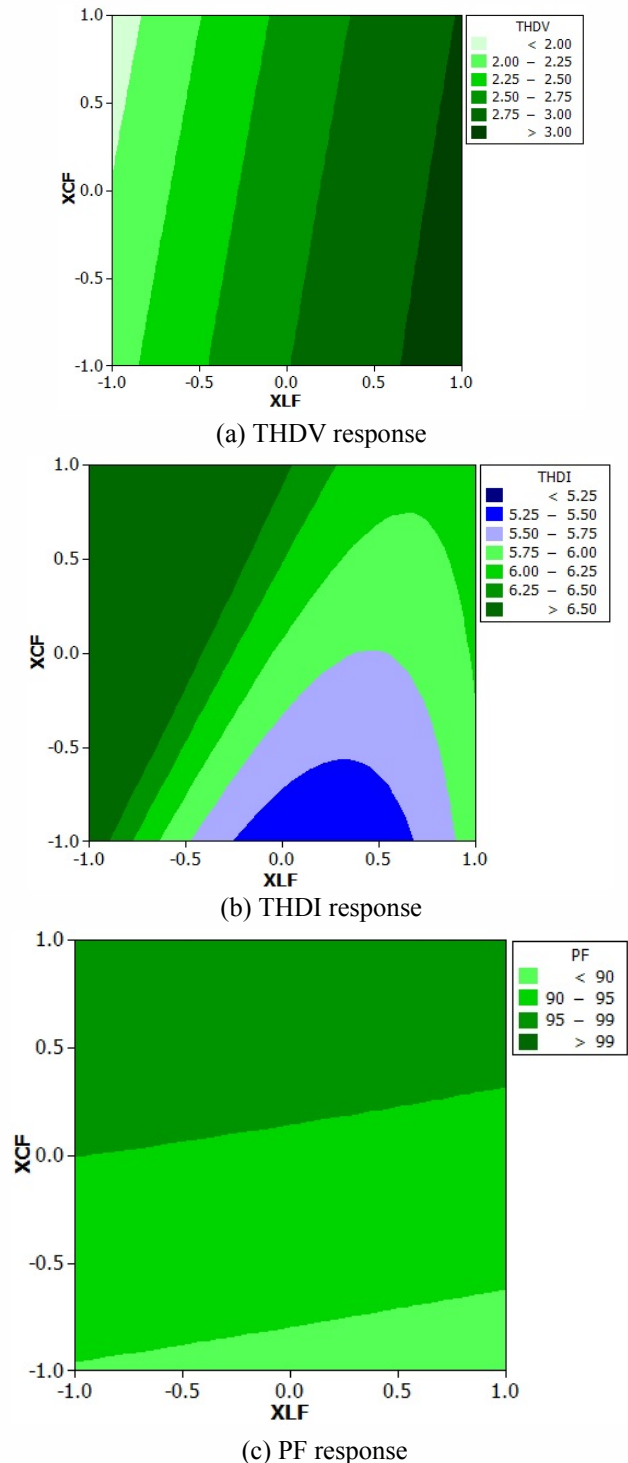 THDV
< 2.00
2.00 – 2.25
2.25 – 2.50
2.50 – 2.75
2.75 – 3.00
> 3.00
1.0
0.5
0.0
-0.5
-1.0
XCF
-1.0 -0.5 0.0 0.5 1.0
XLF
(a) THDV response
THDI
< 5.25
5.25 – 5.50
5.50 – 5.75
5.75 – 6.00
6.00 – 6.25
6.25 – 6.50
> 6.50
1.0
0.5
0.0
-0.5
-1.0
XCF
-1.0 -0.5 0.0 0.5 1.0
XLF
(b) THDI response
PF
< 90
90 – 95
95 – 99
> 99
1.0
0.5
0.0
-0.5
-1.0
XCF
-1.0 -0.5 0.0 0.5 1.0
XLF
(c) PF response